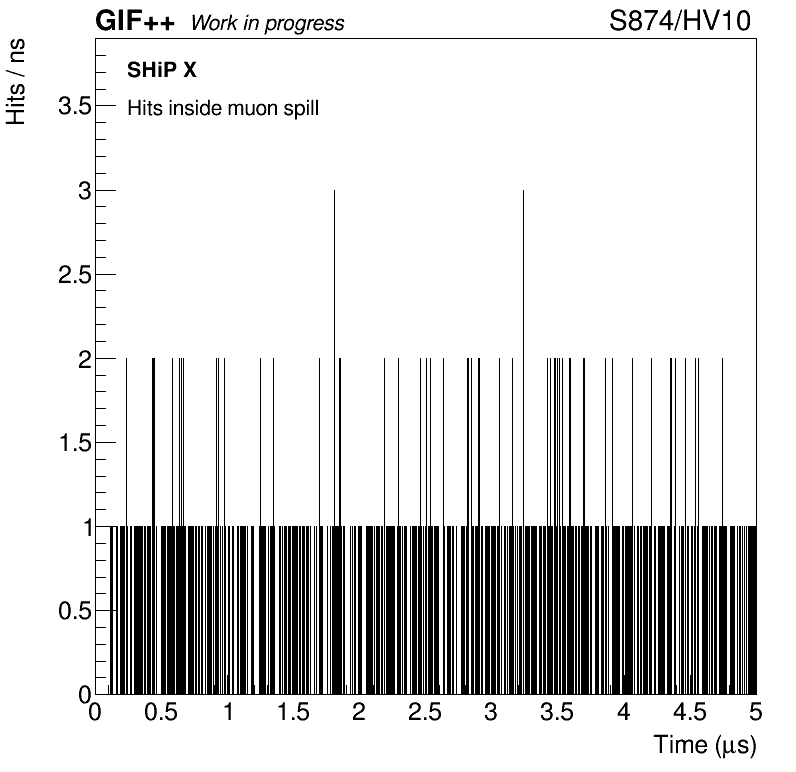 GIF++ Work in progress S874/HV10
Hits / ns
SHiP X
Hits inside muon spill
3.5
3
2.5
2
1.5
1
0.5
0
0 0.5 1 1.5 2 2.5 3 3.5 4 4.5 5
Time (μs)